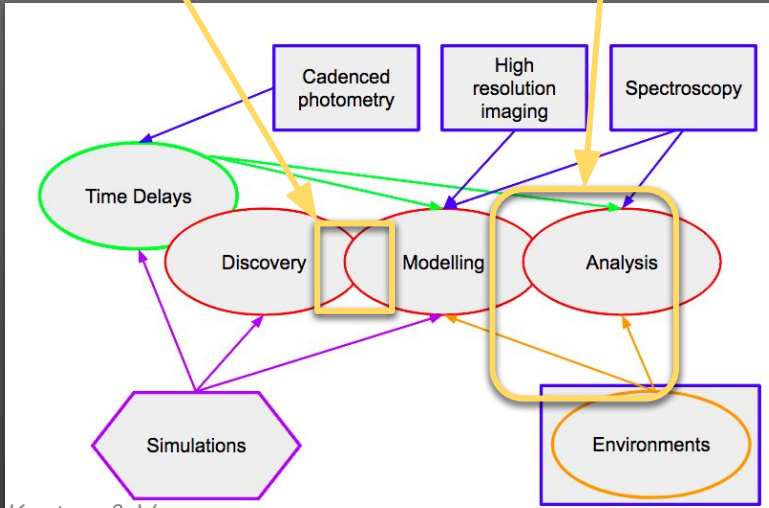 Cadenced
photometry
High
resolution
imaging
Spectroscopy
Time Delays
Discovery
Modelling
Analysis
Simulations
Environments